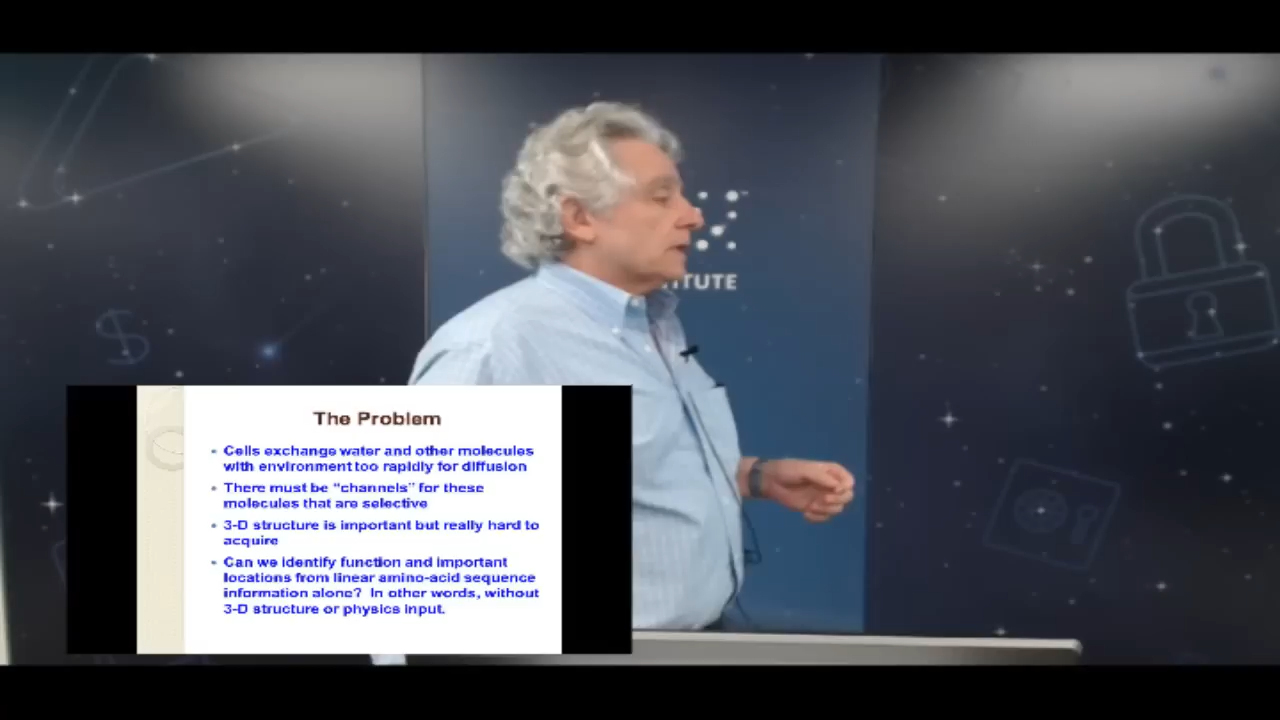 ITUTE
$
The Problem
• Cells exchange water and other molecules
with environment too rapidly for diffusion
• There must be “channels” for these
molecules that are selective
• 3-D structure is important but really hard to
acquire
• Can we identify function and important
locations from linear amino-acid sequence
information alone? In other words, without
3-D structure or physics input.